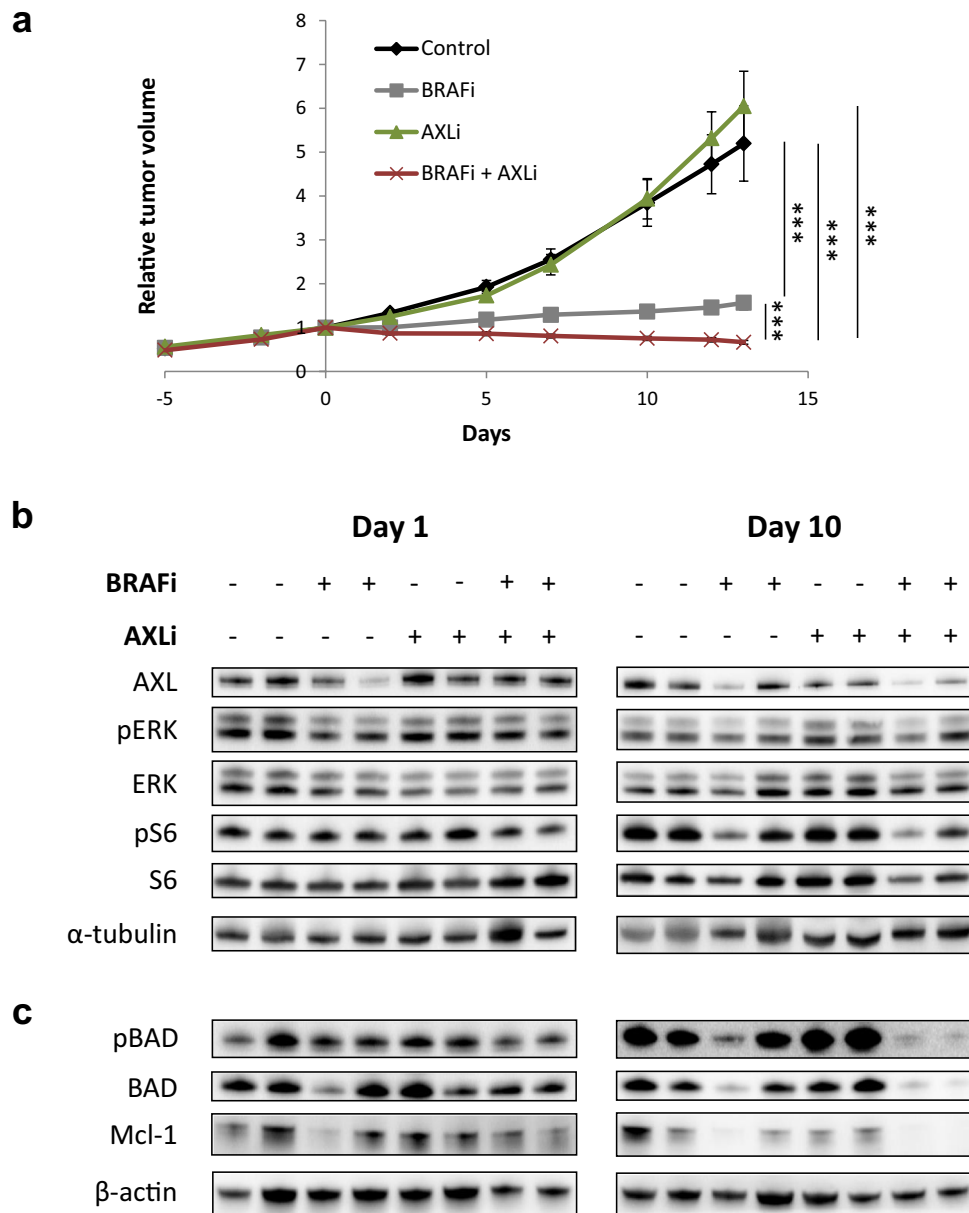 a
8
7
6
5
4
3
2
1
0
-5 0 5 10 15
Relative tumor volume
Days
Control
BRAFi
AXLi
BRAFi + AXLi
***
***
***
***
b
Day 1 Day 10
BRAFi - - + + - - + + - - + + - - + +
AXLi - - - - + + + + - - - - + + + +
AXL
pERK
ERK
pS6
S6
α-tubulin
c
pBAD
BAD
Mcl-1
β-actin